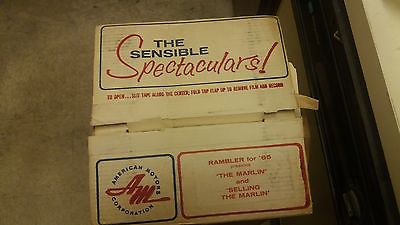 THE
SENSIBLE
Spectaculars!
TO OPEN...SLIT TAPE ALONG THE CENTER; FOLD TAP FLAP UP TO REMOVE FILM AND RECORD
AMERICAN MOTORS
AM
CORPORATION
RAMBLER for '65
presents
'THE MARLIN'
and
'SELLING
THE MARLIN'